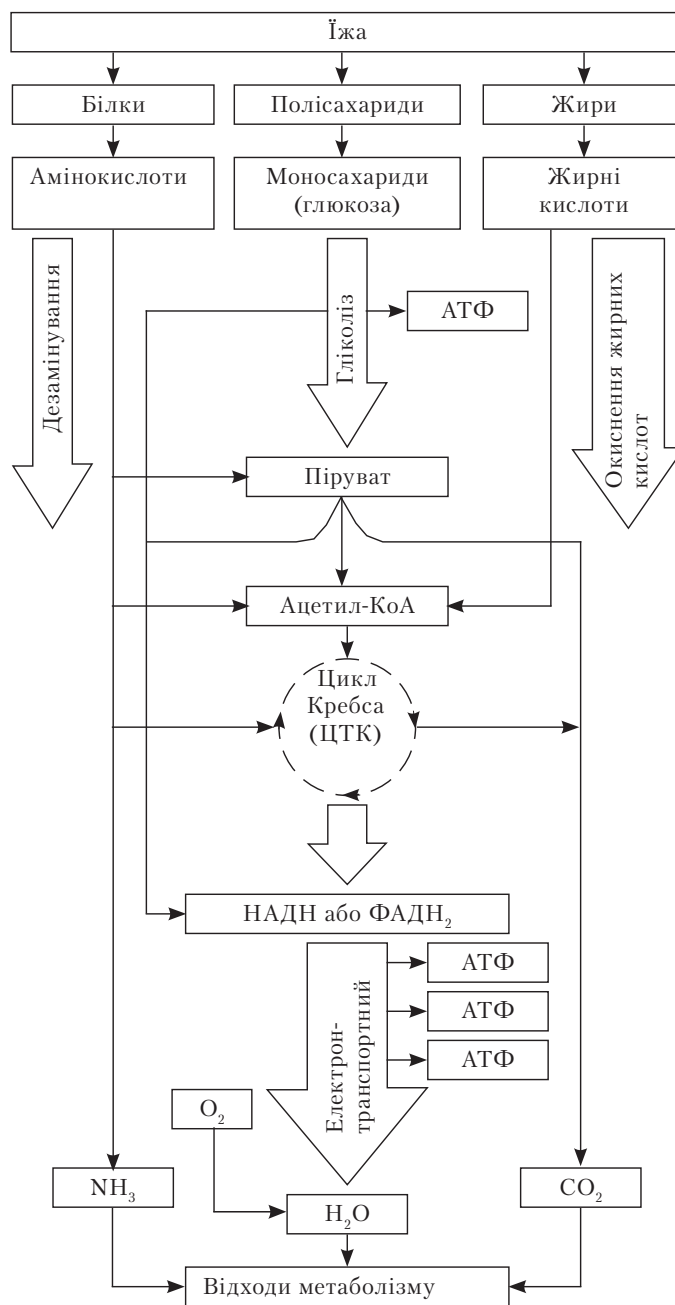 Їжа
Білки
Полісахариди
Жири
Амінокислоти
Моносахариди
(глюкоза)
Жирні
кислоти
Дезамінування
Гліколіз
АТФ
Окиснення жирних
кислот
Піруват
Ацетил-КоА
Цикл
Кребса
(ЦТК)
НАДН або ФАДН₂
Електрон-
транспортний
АТФ
АТФ
АТФ
O₂
NH₃
H₂O
CO₂
Відходи метаболізму